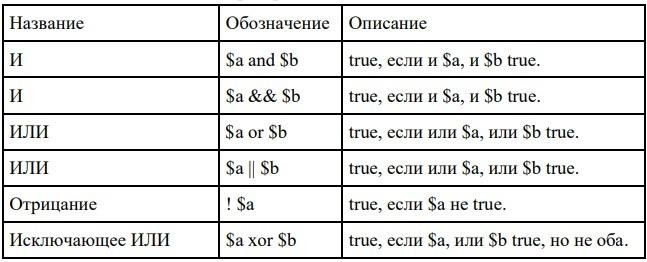 Название Обозначение Описание
И $a and $b true, если и $a, и $b true.
И $a && $b true, если и $a, и $b true.
ИЛИ $a or $b true, если или $a, или $b true.
ИЛИ $a || $b true, если или $a, или $b true.
Отрицание ! $a true, если $a не true.
Исключающее ИЛИ $a xor $b true, если $a, или $b true, но не оба.